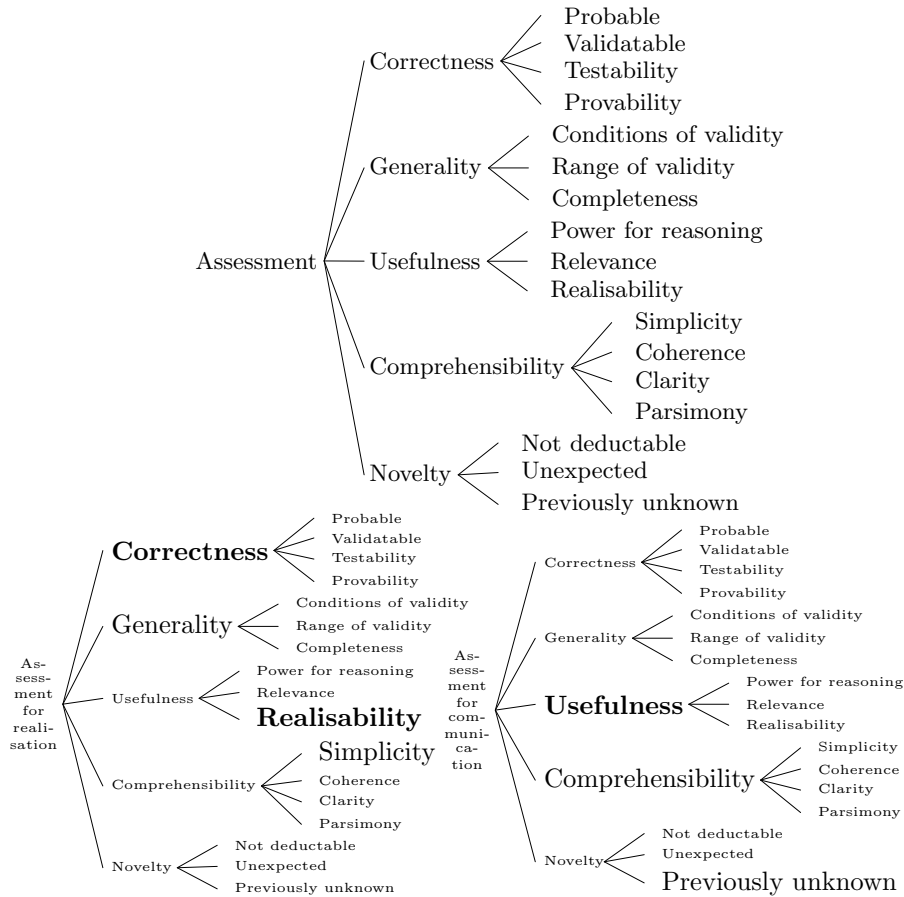 Probable
Validatable
Correctness
Testability
Provability
Conditions of validity
Generality
Range of validity
Completeness
Power for reasoning
Assessment
Usefulness
Relevance
Realisability
Simplicity
Coherence
Comprehensibility
Clarity
Parsimony
Not deductable
Novelty
Unexpected
Previously unknown
As-
sess-
ment
for
reali-
sation
Probable
Validatable
Correctness
Testability
Provability
Conditions of validity
Generality
Range of validity
Completeness
Power for reasoning
Usefulness
Relevance
Realisability
Simplicity
Coherence
Comprehensibility
Clarity
Parsimony
Not deductable
Novelty
Unexpected
Previously unknown
As-
sess-
ment
for
com-
muni-
ca-
tion
Probable
Validatable
Correctness
Testability
Provability
Conditions of validity
Generality
Range of validity
Completeness
Power for reasoning
Usefulness
Relevance
Realisability
Simplicity
Coherence
Comprehensibility
Clarity
Parsimony
Not deductable
Novelty
Unexpected
Previously unknown